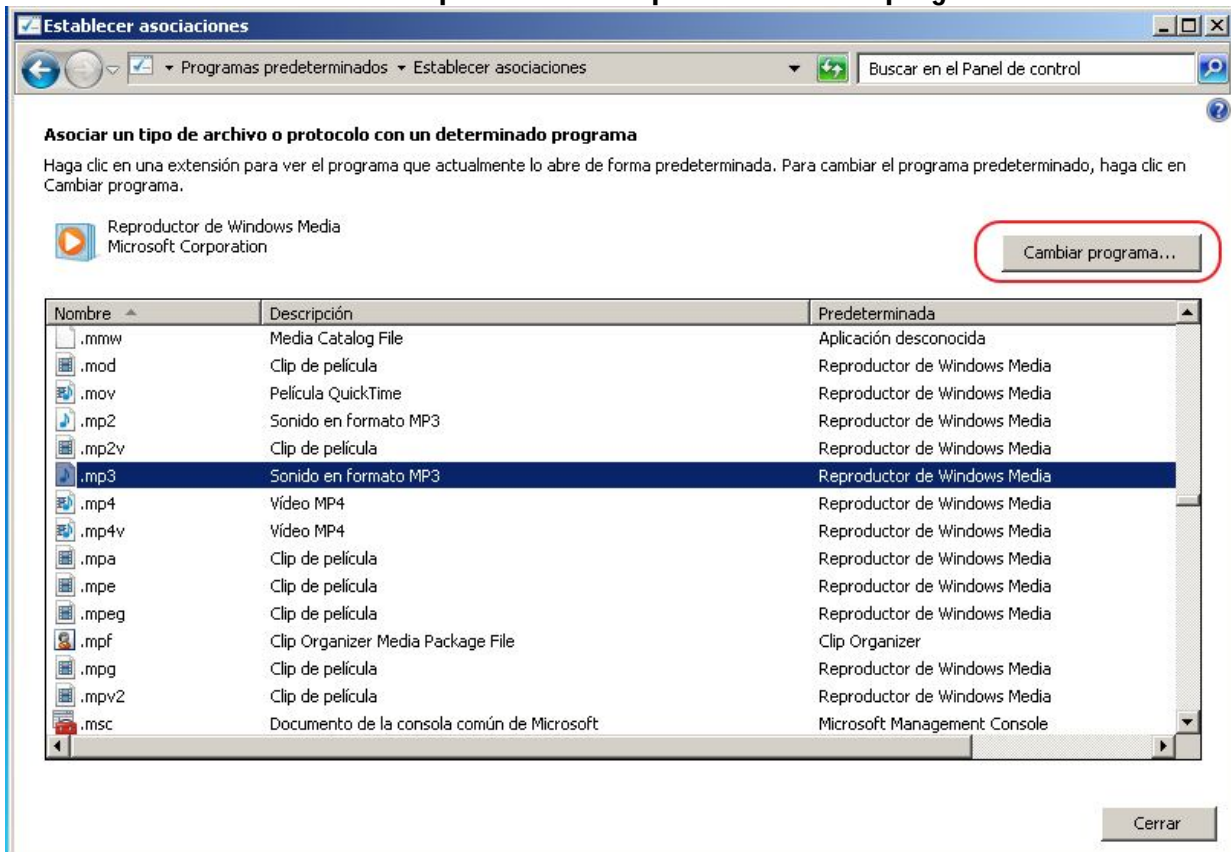 Establecer asociaciones
Programas predeterminados Establecer asociaciones
Buscar en el Panel de control
Asociar un tipo de archivo o protocolo con un determinado programa
Haga clic en una extensión para ver el programa que actualmente lo abre de forma predeterminada. Para cambiar el programa predeterminado, haga clic en
Cambiar programa.
Reproductor de Windows Media
Microsoft Corporation
Cambiar programa...
Nombre Descripción Predeterminada
.mmw Media Catalog File Aplicación desconocida
.mod Clip de película Reproductor de Windows Media
.mov Película QuickTime Reproductor de Windows Media
.mp2 Sonido en formato MP3 Reproductor de Windows Media
.mp2v Clip de película Reproductor de Windows Media
.mp3 Sonido en formato MP3 Reproductor de Windows Media
.mp4 Vídeo MP4 Reproductor de Windows Media
.mp4v Vídeo MP4 Reproductor de Windows Media
.mpa Clip de película Reproductor de Windows Media
.mpe Clip de película Reproductor de Windows Media
.mpeg Clip de película Reproductor de Windows Media
.mpf Clip Organizer Media Package File Clip Organizer
.mpg Clip de película Reproductor de Windows Media
.mpv2 Clip de película Reproductor de Windows Media
.msc Documento de la consola común de Microsoft Microsoft Management Console
Cerrar